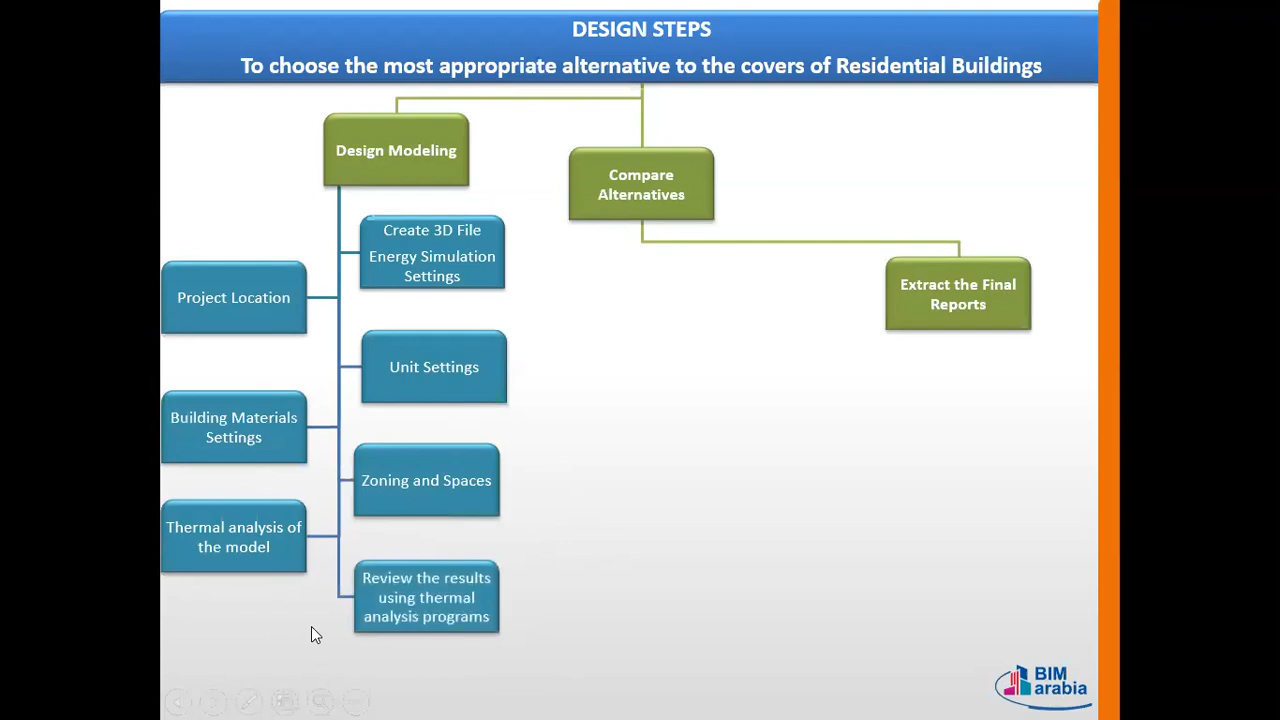 DESIGN STEPS
To choose the most appropriate alternative to the covers of Residential Buildings
Design Modeling
Compare
Alternatives
Extract the Final
Reports
Create 3D File
Energy Simulation
Settings
Project Location
Unit Settings
Building Materials
Settings
Zoning and Spaces
Thermal analysis of
the model
Review the results
using thermal
analysis programs
BIM
arabia